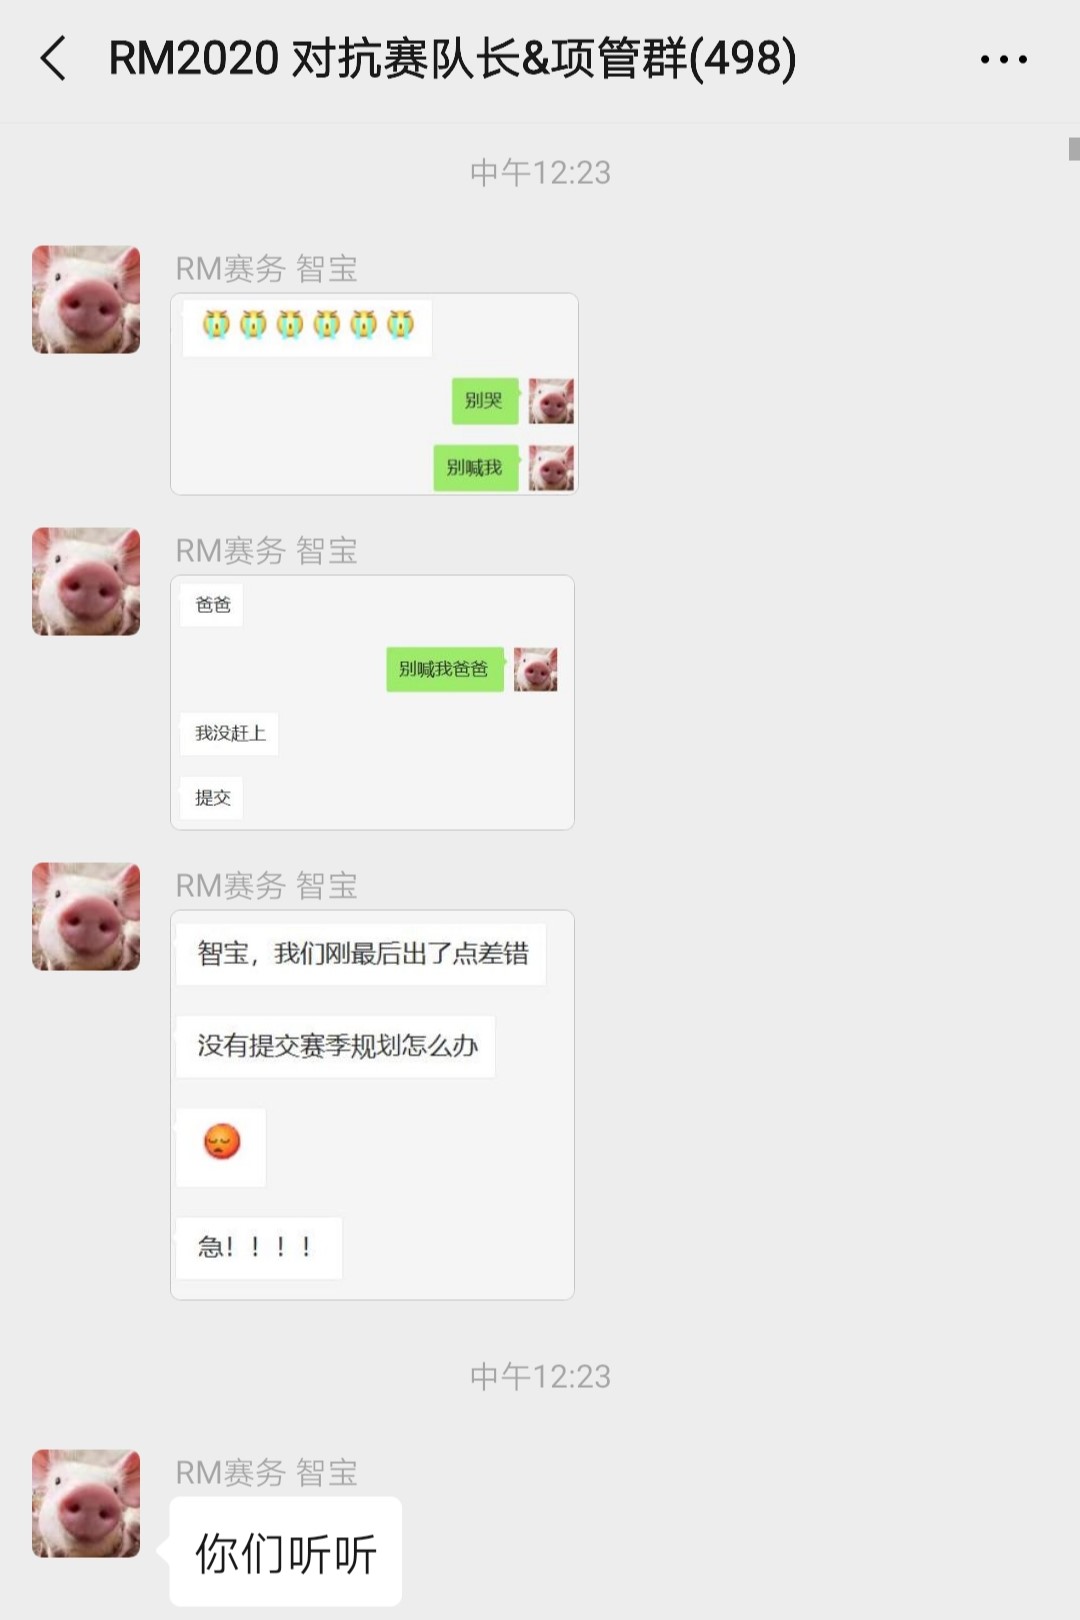 RM2020 对抗赛队长&项管群(498)
中午12:23
RM赛务 智宝
别哭
别喊我
RM赛务 智宝
爸爸
别喊我爸爸
我没赶上
提交
RM赛务 智宝
智宝，我们刚最后出了点差错
没有提交赛季规划怎么办
急！！！！
中午12:23
RM赛务 智宝
你们听听